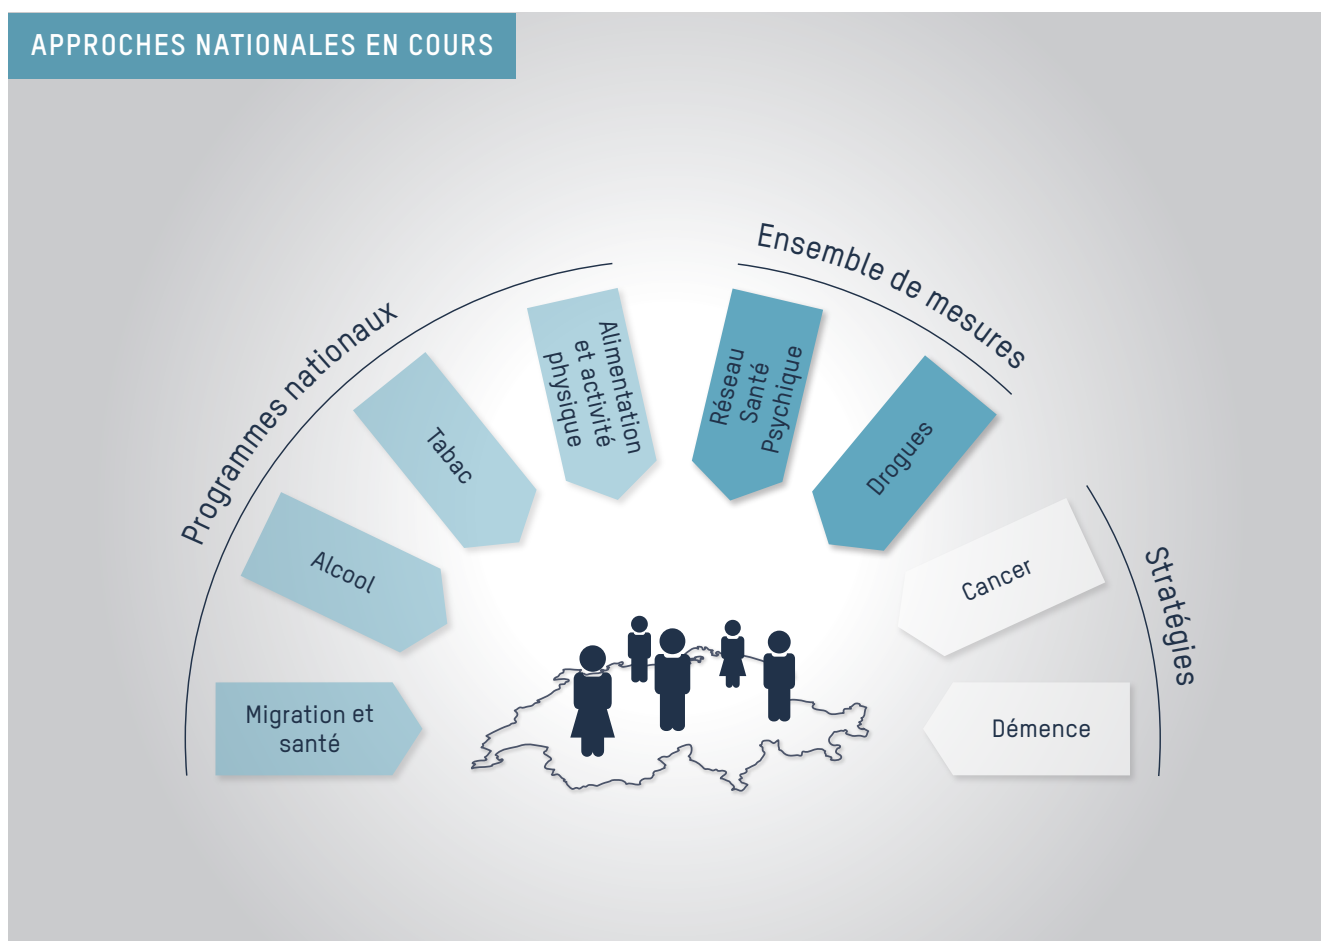 APPROCHES NATIONALES EN COURS
Programmes nationaux
Migration et
santé
Alcool
Tabac
Alimentation
et activité
physique
Ensemble de mesures
Réseau
Santé
Psychique
Drogues
Stratégies
Cancer
Démence